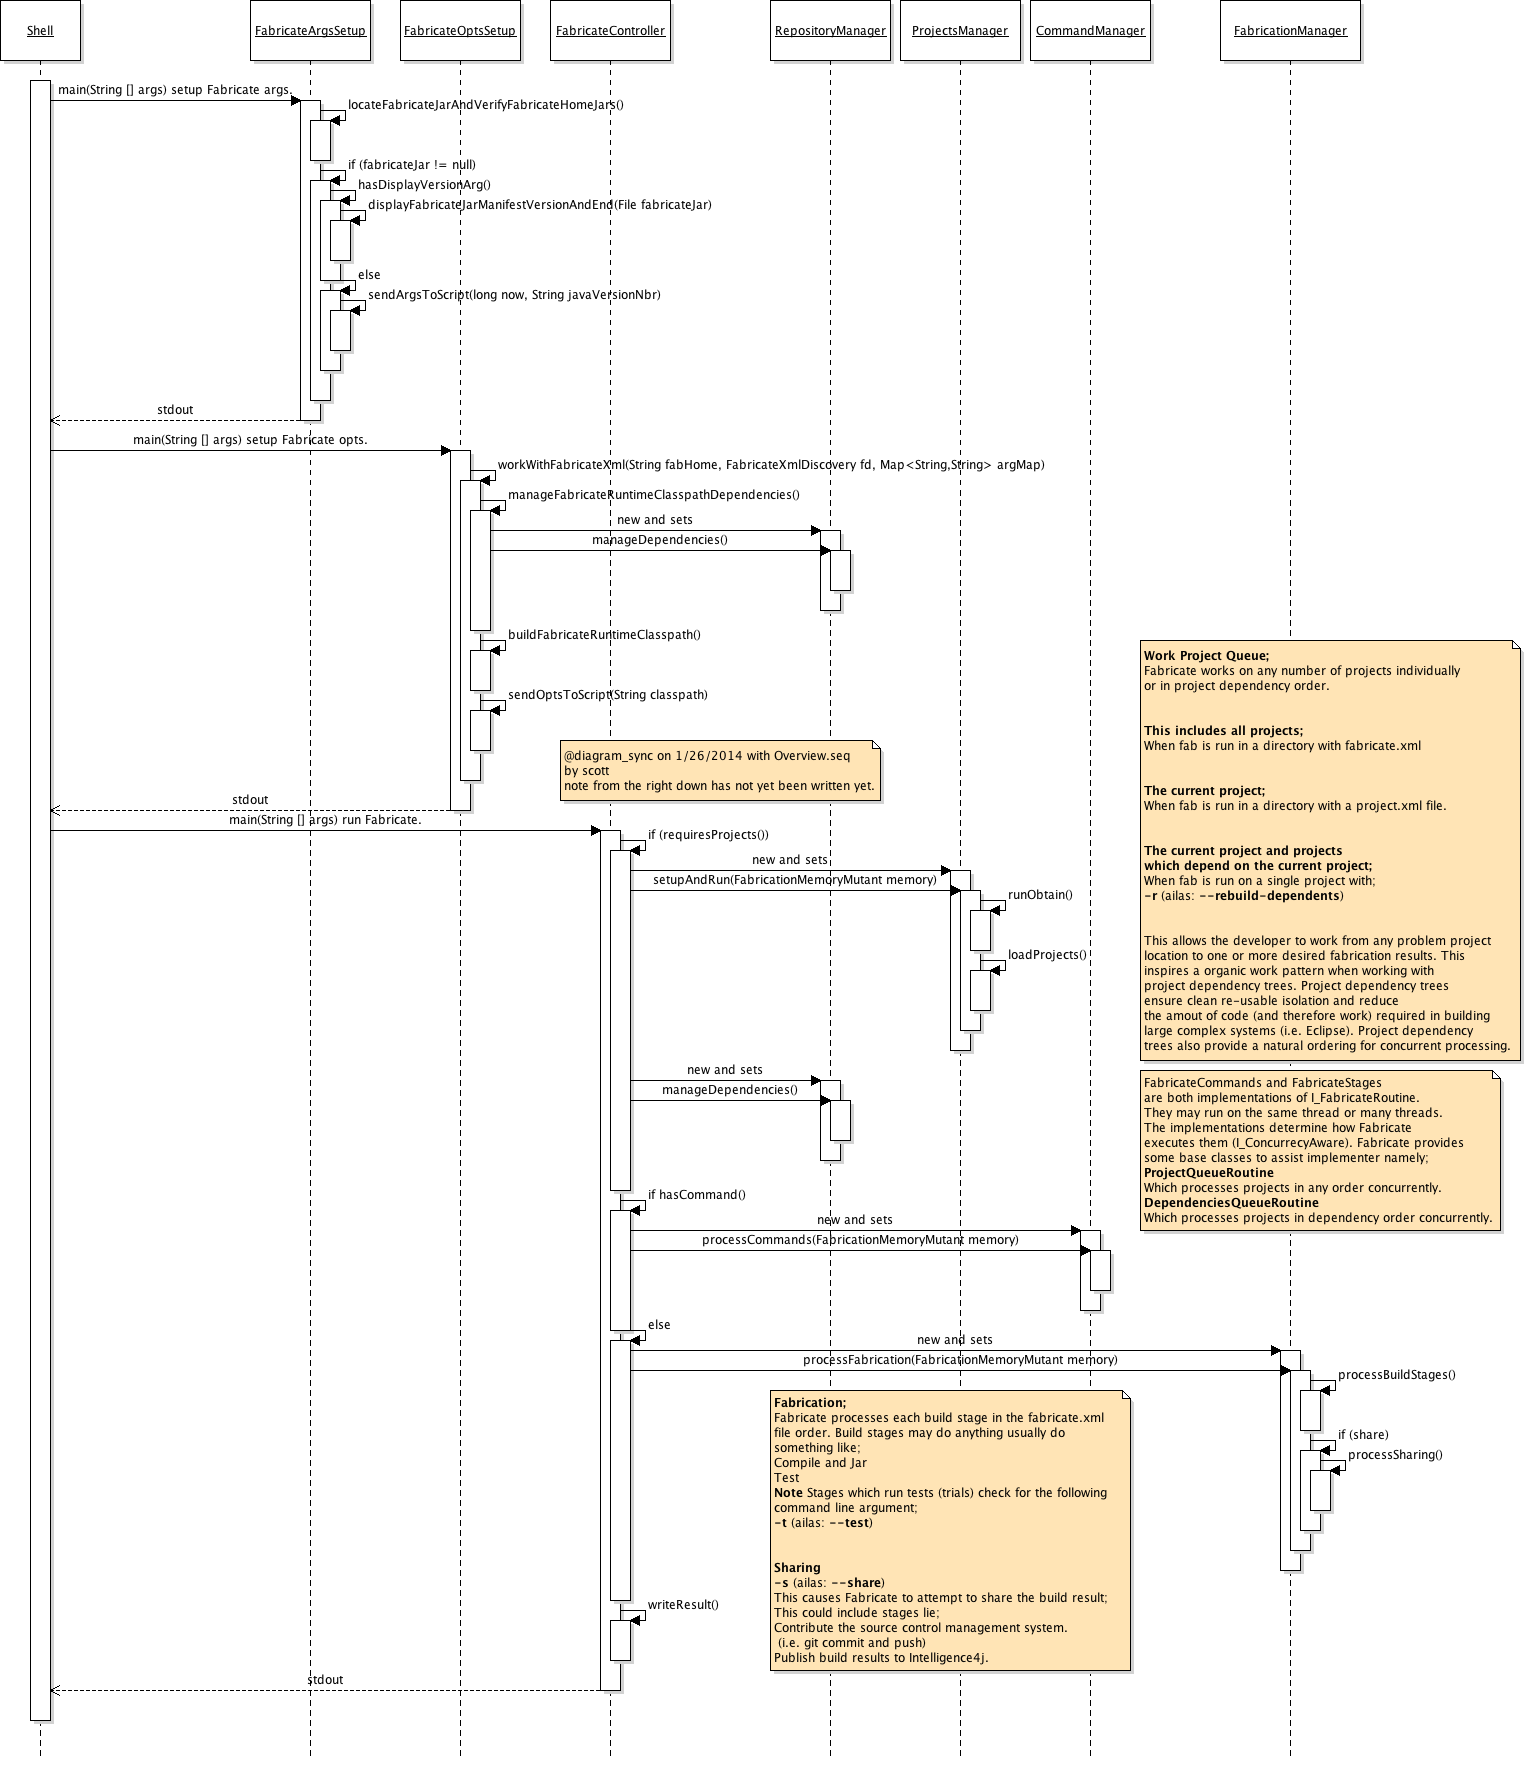 Shell
FabricateArgsSetup
FabricateOptsSetup
FabricateController
RepositoryManager
ProjectsManager
CommandManager
FabricationManager
main(String [] args) setup Fabricate args.
locateFabricateJarAndVerifyFabricateHomeJars()
if (fabricateJar != null)
hasDisplayVersionArg()
displayFabricateJarManifestVersionAndEnd(File fabricateJar)
else
sendArgsToScript(long now, String javaVersionNbr)
stdout
main(String [] args) setup Fabricate opts.
workWithFabricateXml(String fabHome, FabricateXmlDiscovery fd, Map<String,String> argMap)
manageFabricateRuntimeClasspathDependencies()
new and sets
manageDependencies()
buildFabricateRuntimeClasspath()
sendOptsToScript(String classpath)
@diagram_sync on 1/26/2014 with Overview.seq
by scott
note from the right down has not yet been written yet.
stdout
main(String [] args) run Fabricate.
if (requiresProjects())
new and sets
setupAndRun(FabricationMemoryMutant memory)
runObtain()
loadProjects()
new and sets
manageDependencies()
Work Project Queue;
Fabricate works on any number of projects individually
or in project dependency order.
This includes all projects;
When fab is run in a directory with fabricate.xml
The current project;
When fab is run in a directory with a project.xml file.
The current project and projects
which depend on the current project;
When fab is run on a single project with;
-r (ailas: --rebuild-dependents)
This allows the developer to work from any problem project
location to one or more desired fabrication results. This
inspires a organic work pattern when working with
project dependency trees. Project dependency trees
ensure clean re-usable isolation and reduce
the amout of code (and therefore work) required in building
large complex systems (i.e. Eclipse). Project dependency
trees also provide a natural ordering for concurrent processing.
FabricateCommands and FabricateStages
are both implementations of I_FabricateRoutine.
They may run on the same thread or many threads.
The implementations determine how Fabricate
executes them (I_ConcurrecyAware). Fabricate provides
some base classes to assist implementer namely;
ProjectQueueRoutine
Which processes projects in any order concurrently.
DependenciesQueueRoutine
Which processes projects in dependency order concurrently.
if hasCommand()
new and sets
processCommands(FabricationMemoryMutant memory)
else
new and sets
processFabrication(FabricationMemoryMutant memory)
processBuildStages()
if (share)
processSharing()
Fabrication;
Fabricate processes each build stage in the fabricate.xml
file order. Build stages may do anything usually do
something like;
Compile and Jar
Test
Note Stages which run tests (trials) check for the following
command line argument;
-t (ailas: --test)
Sharing
-s (ailas: --share)
This causes Fabricate to attempt to share the build result;
This could include stages lie;
Contribute the source control management system.
(i.e. git commit and push)
Publish build results to Intelligence4j.
writeResult()
stdout